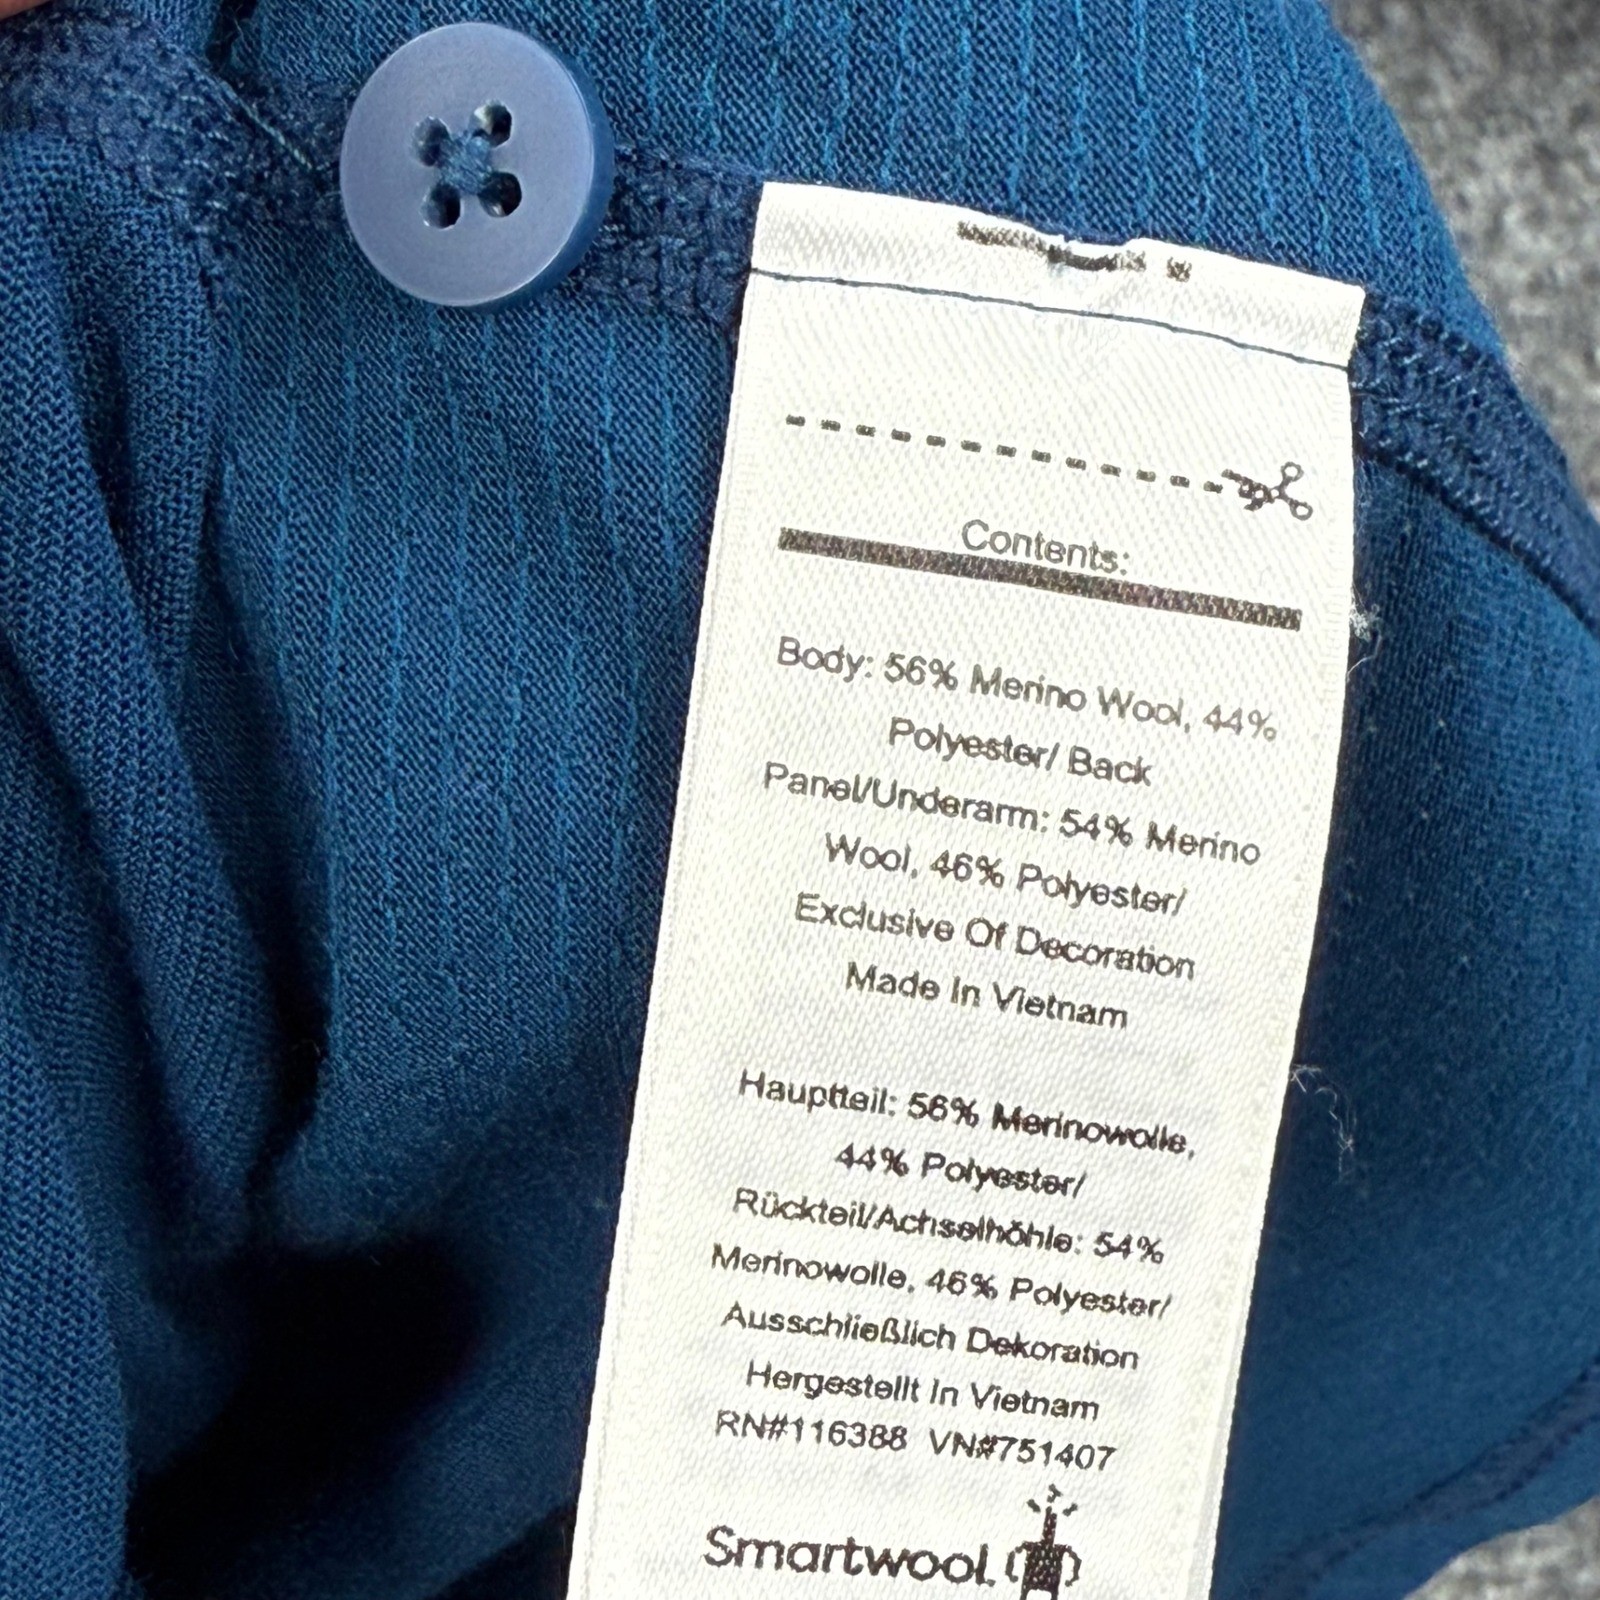 Contents:
Body: 56% Merino Wool, 44%
Polyester/ Back
Panel/Underarm: 54% Merino
Wool, 46% Polyester/
Exclusive Of Decoration
Made In Vietnam
Hauptteil: 56% Merinowolle,
44% Polyester/
Rückteil/Achselhöhle: 54%
Merinowolle, 46% Polyester/
Ausschließlich Dekoration
Hergestellt In Vietnam
RN#116388 VN#751407
Smartwool